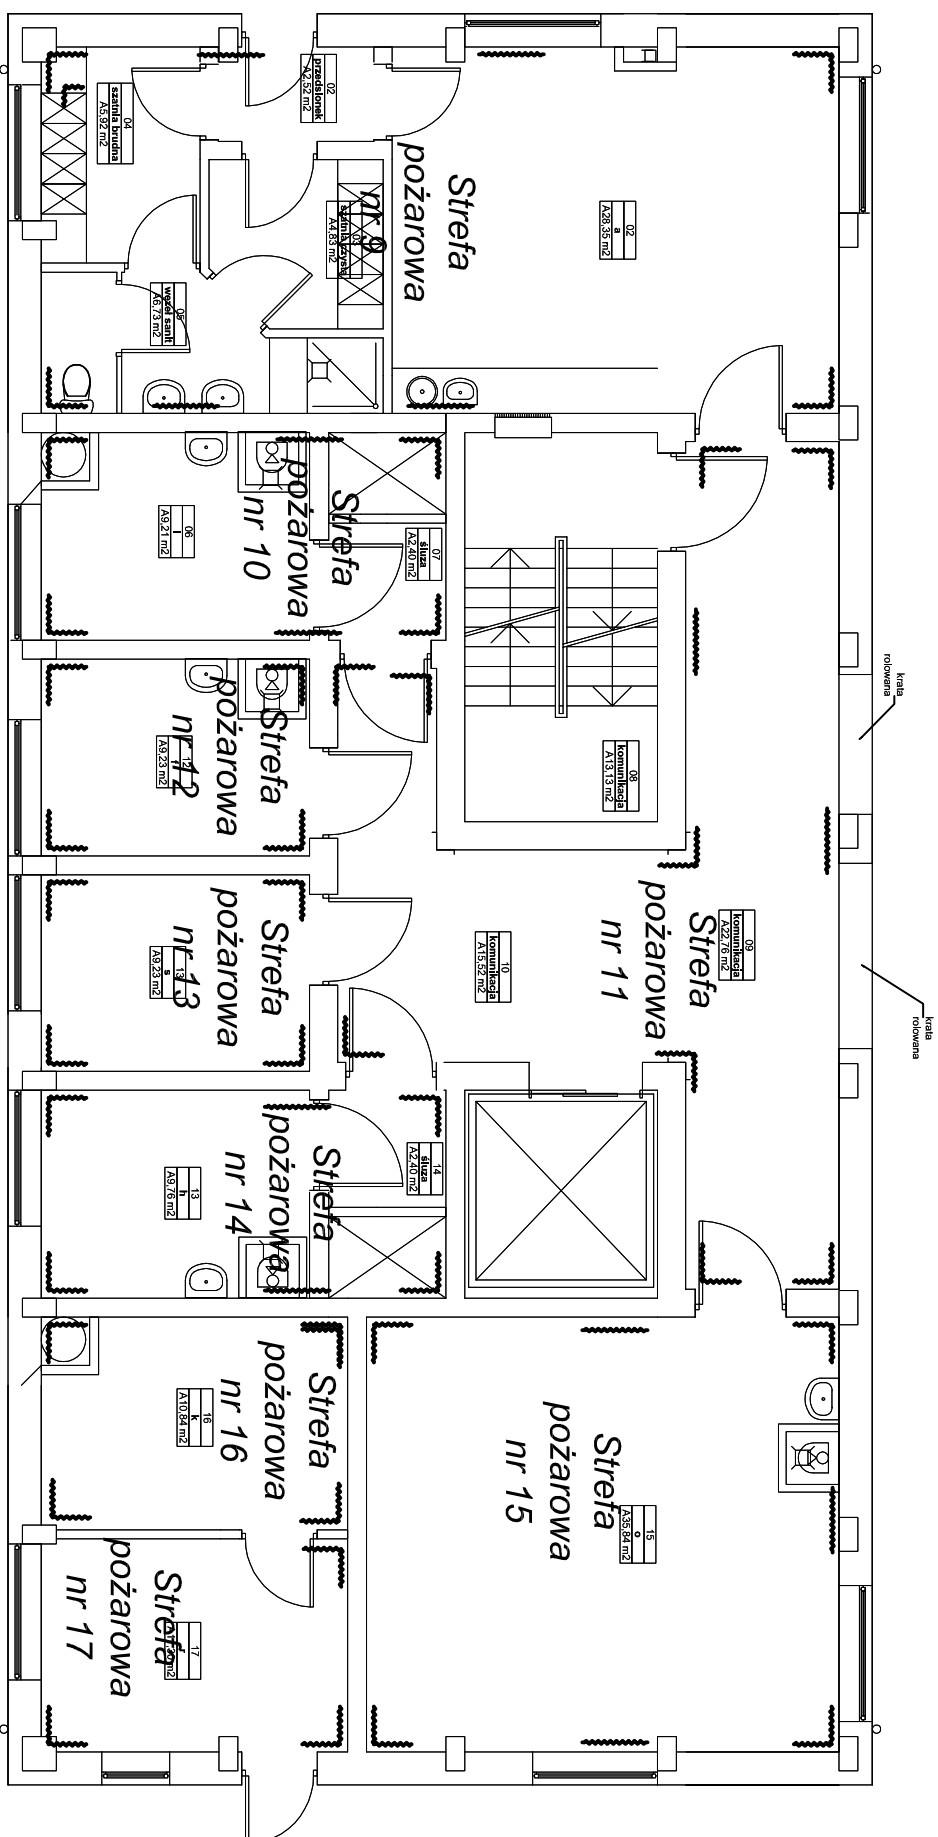 02
przedsionek
A2,52 m2
04
szatnia brudna
A5,92 m2
03
A4,83 m2
Strefa
pożarowa
nr 9
02
a
A28,35 m2
05
węzeł sanit
A6,73 m2
06
l
A9,21 m2
Strefa
pożarowa
nr 10
07
śluza
A2,40 m2
08
komunikacja
A13,13 m2
krata
rolowana
12
A9,23 m2
Strefa
pożarowa
nr 12
13
s
A9,23 m2
Strefa
pożarowa
nr 13
10
komunikacja
A15,52 m2
Strefa
pożarowa
nr 11
09
komunikacja
A22,76 m2
krata
rolowana
13
h
A9,76 m2
Strefa
pożarowa
nr 14
14
śluza
A2,40 m2
16
k
A10,84 m2
Strefa
pożarowa
nr 16
Strefa
pożarowa
nr 15
15
o
A35,84 m2
17
Strefa
pożarowa
nr 17